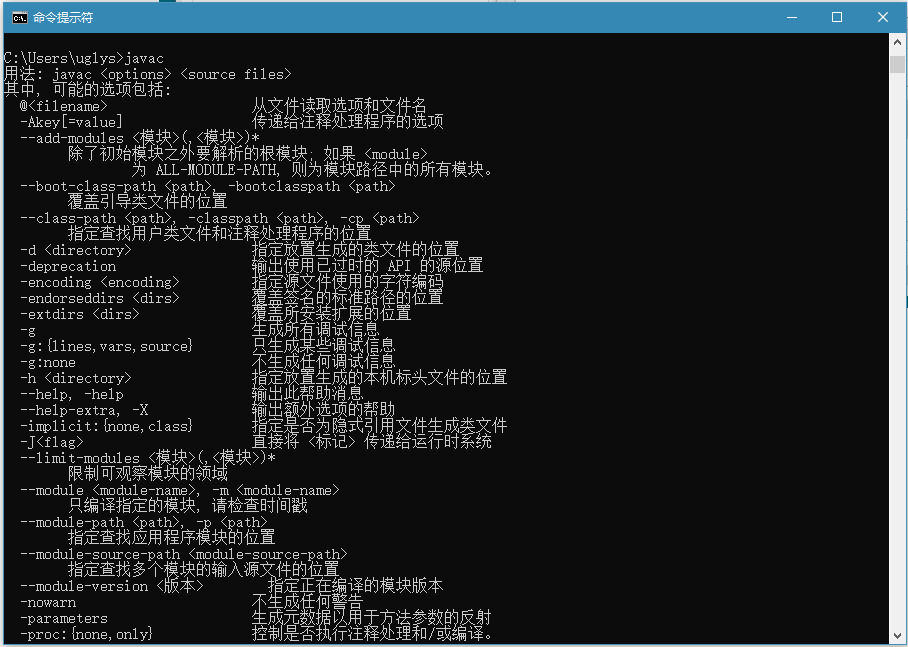 命令提示符
C:\Users\uglys>javac
用法: javac <options> <source files>
其中, 可能的选项包括:
@<filename> 从文件读取选项和文件名
-Akey[=value] 传递给注释处理程序的选项
--add-modules <模块>(,<模块>)*
除了初始模块之外要解析的根模块; 如果 <module>
为 ALL-MODULE-PATH, 则为模块路径中的所有模块。
--boot-class-path <path>, -bootclasspath <path>
覆盖引导类文件的位置
--class-path <path>, -classpath <path>, -cp <path>
指定查找用户类文件和注释处理程序的位置
-d <directory> 指定放置生成的类文件的位置
-deprecation 输出使用已过时的 API 的源位置
-encoding <encoding> 指定源文件使用的字符编码
-endorseddirs <dirs> 覆盖签名的标准路径的位置
-extdirs <dirs> 覆盖所安装扩展的位置
-g 生成所有调试信息
-g:{lines,vars,source} 只生成某些调试信息
-g:none 不生成任何调试信息
-h <directory> 指定放置生成的本机标头文件的位置
--help, -help 输出此帮助消息
--help-extra, -X 输出额外选项的帮助
-implicit:{none,class} 指定是否为隐式引用文件生成类文件
-J<flag> 直接将 <标记> 传递给运行时系统
--limit-modules <模块>(,<模块>)*
限制可观察模块的领域
--module <module-name>, -m <module-name>
只编译指定的模块, 请检查时间戳
--module-path <path>, -p <path>
指定查找应用程序模块的位置
--module-source-path <module-source-path>
指定查找多个模块的输入源文件的位置
--module-version <版本> 指定正在编译的模块版本
-nowarn 不生成任何警告
-parameters 生成元数据以用于方法参数的反射
-proc:{none,only} 控制是否执行注释处理和/或编译。